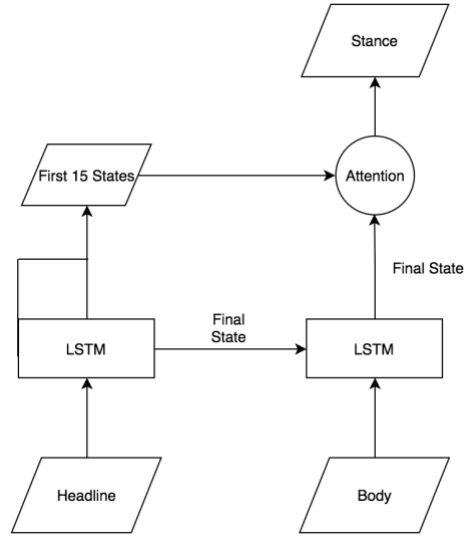 Stance
First 15 States
Attention
Final State
Final
State
LSTM
LSTM
Headline
Body